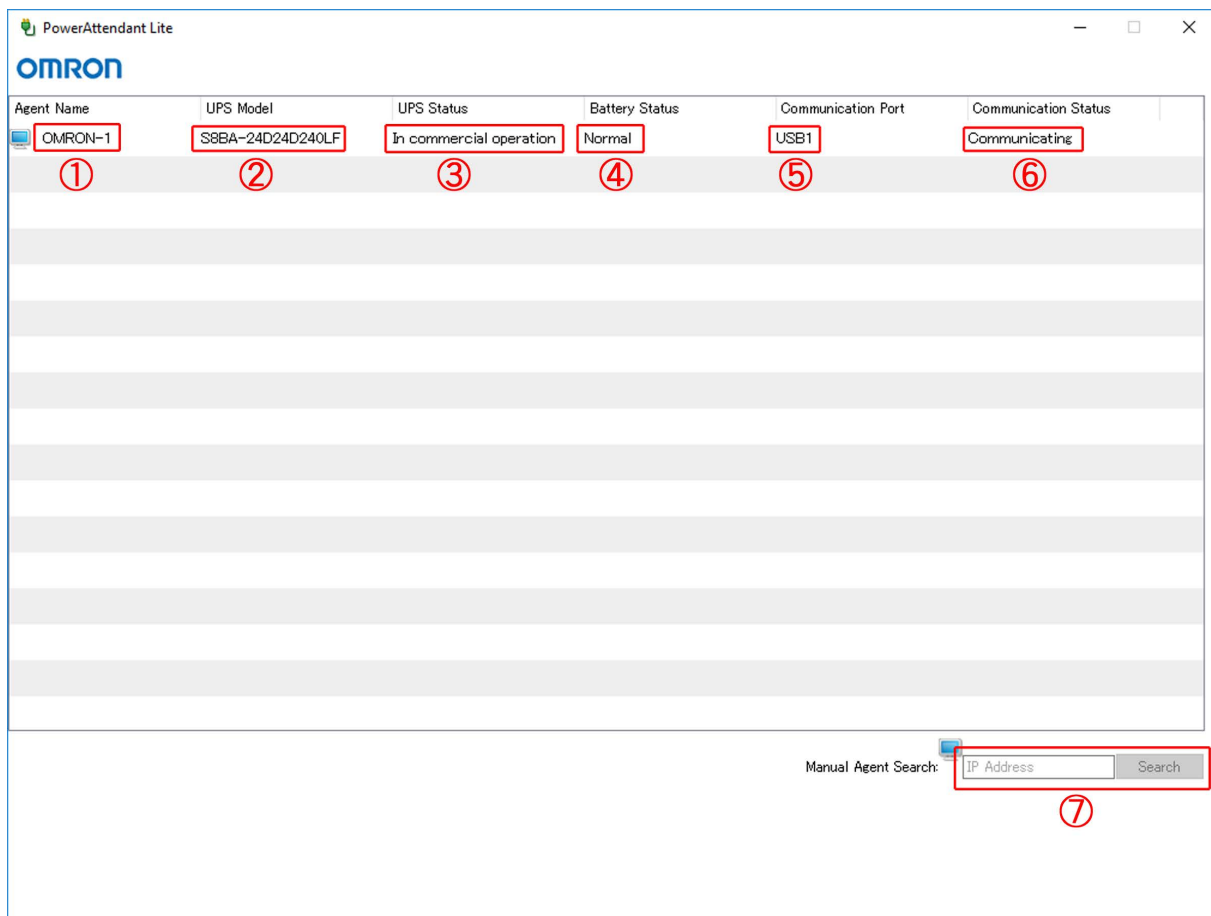 PowerAttendant Lite
OMRON
Agent Name UPS Model UPS Status Battery Status Communication Port Communication Status
OMRON-1 S8BA-24D24D240LF In commercial operation Normal USB1 Communicating
① ② ③ ④ ⑤ ⑥
Manual Agent Search: IP Address Search
⑦